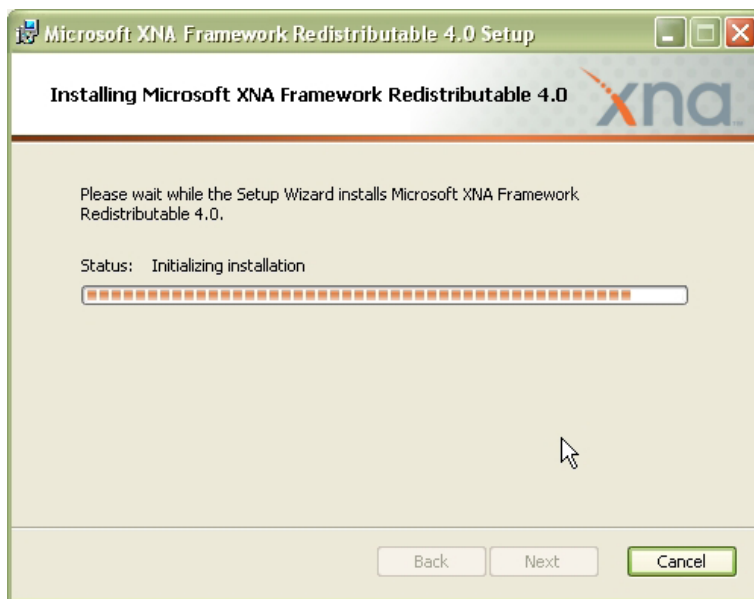 Microsoft XNA Framework Redistributable 4.0 Setup
Installing Microsoft XNA Framework Redistributable 4.0
xna
Please wait while the Setup Wizard installs Microsoft XNA Framework
Redistributable 4.0.
Status: Initializing installation
Back Next Cancel